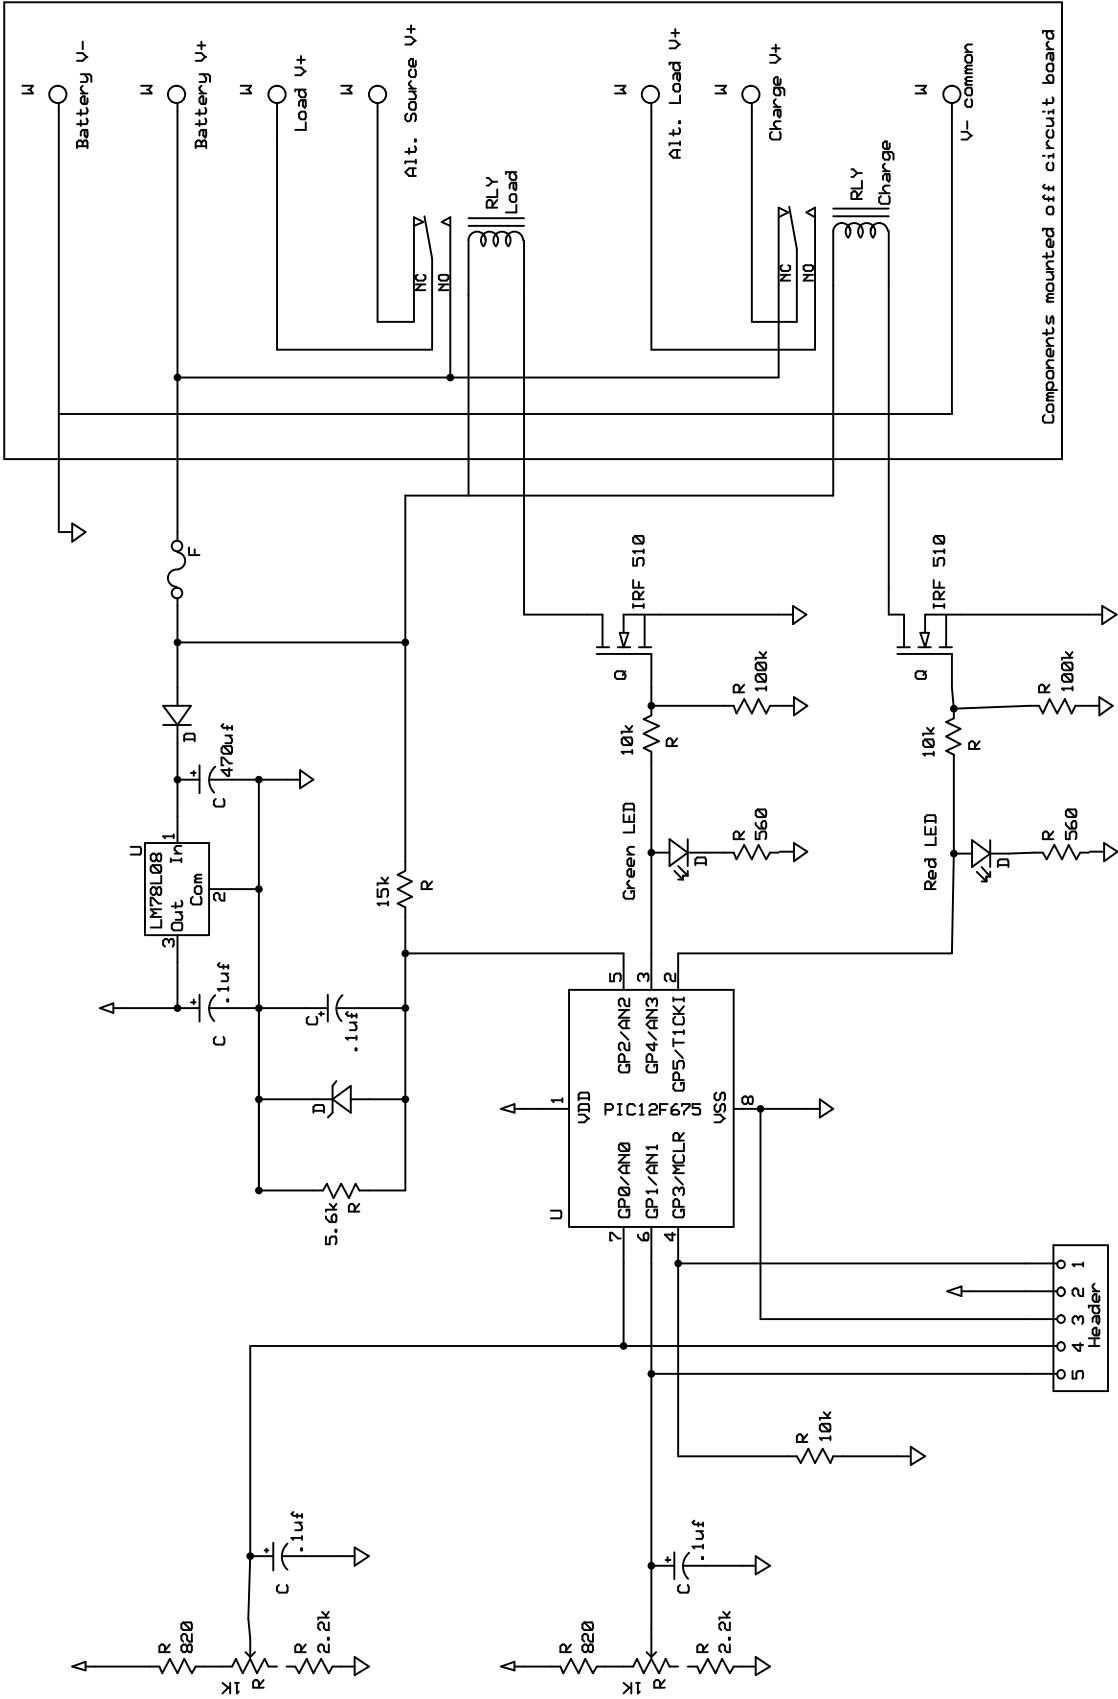 W
Battery V-
W
Battery V+
W
Load V+
W
Alt. Source V+
W
Alt. Load V+
W
Charge V+
W
V- common
Components mounted off circuit board
RLY
Load
NC
NO
RLY
Charge
NC
NO
F
D
C
470uf
U
LM78L08
In
1
Com
2
Out
3
C
.1uf
C
.1uf
15k
R
D
5.6k
R
IRF 510
Q
R
100k
10k
R
Green LED
D
R
560
IRF 510
Q
R
100k
10k
R
Red LED
D
R
560
5
3
2
GP2/AN2
GP4/AN3
GP5/T1CKI
1
VDD
PIC12F675
VSS
8
GP0/AN0
GP1/AN1
GP3/MCLR
U
7
6
4
1
2
3
4
5
Header
R
10k
C
.1uf
R
820
1K
R
R
2.2k
C
.1uf
R
820
1K
R
R
2.2k